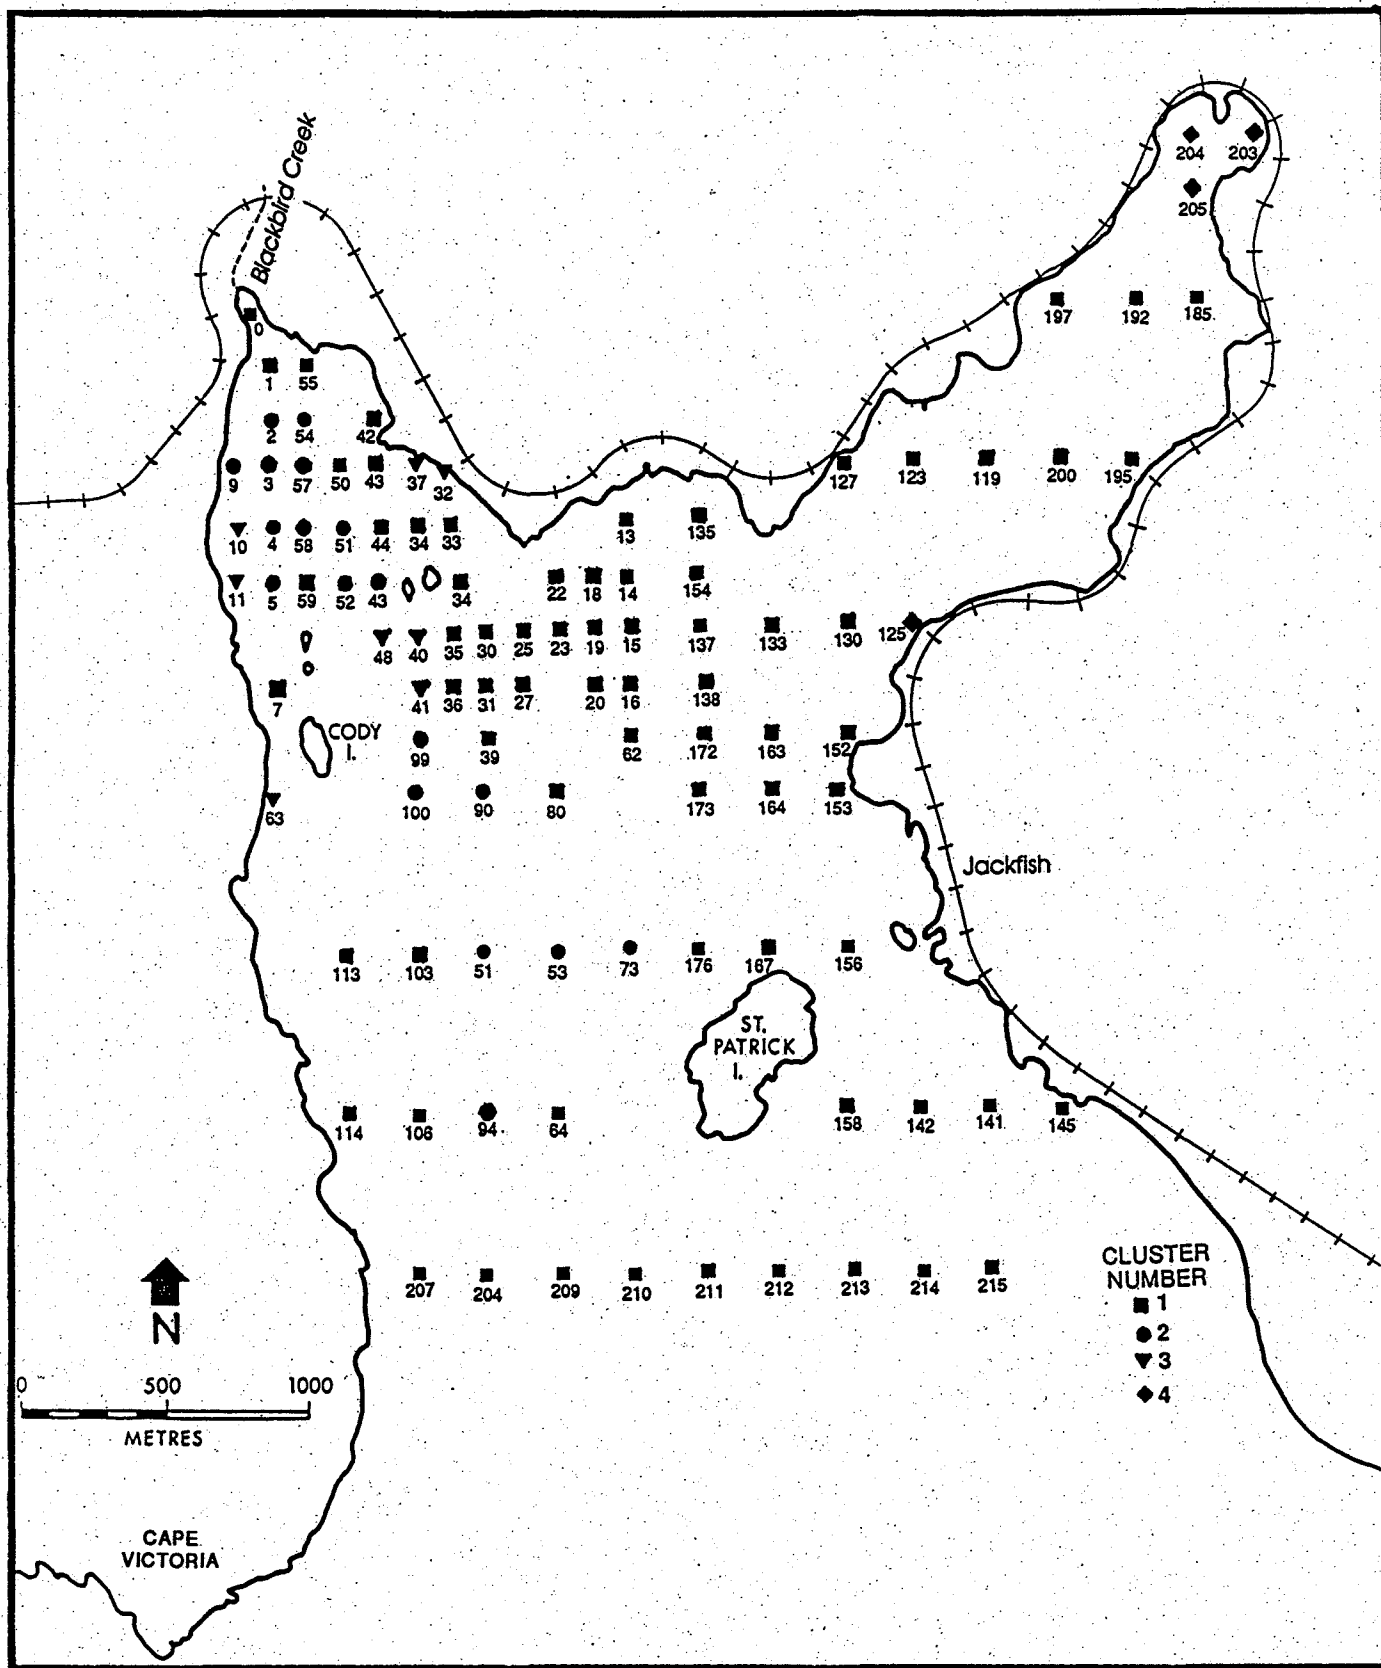 Blackbird Creek
204 203
205
197 192 185
0
1 55
2 54 42
9 3 57 50 43 37 32 127 123 119 200 195
10 4 58 51 44 34 33 13 135
11 5 59 52 43 34 22 18 14 154
48 40 35 30 25 23 19 15 137 133 130 125
7 41 36 31 27 20 16 138
CODY
I.
99 39 62 172 163 152
63 100 90 80 173 164 153
Jackfish
113 103 51 53 73 176 167 156
ST.
PATRICK
I.
114 106 94 64 158 142 141 145
207 204 209 210 211 212 213 214 215
CLUSTER
NUMBER
1
2
3
4
N
0 500 1000
METRES
CAPE
VICTORIA